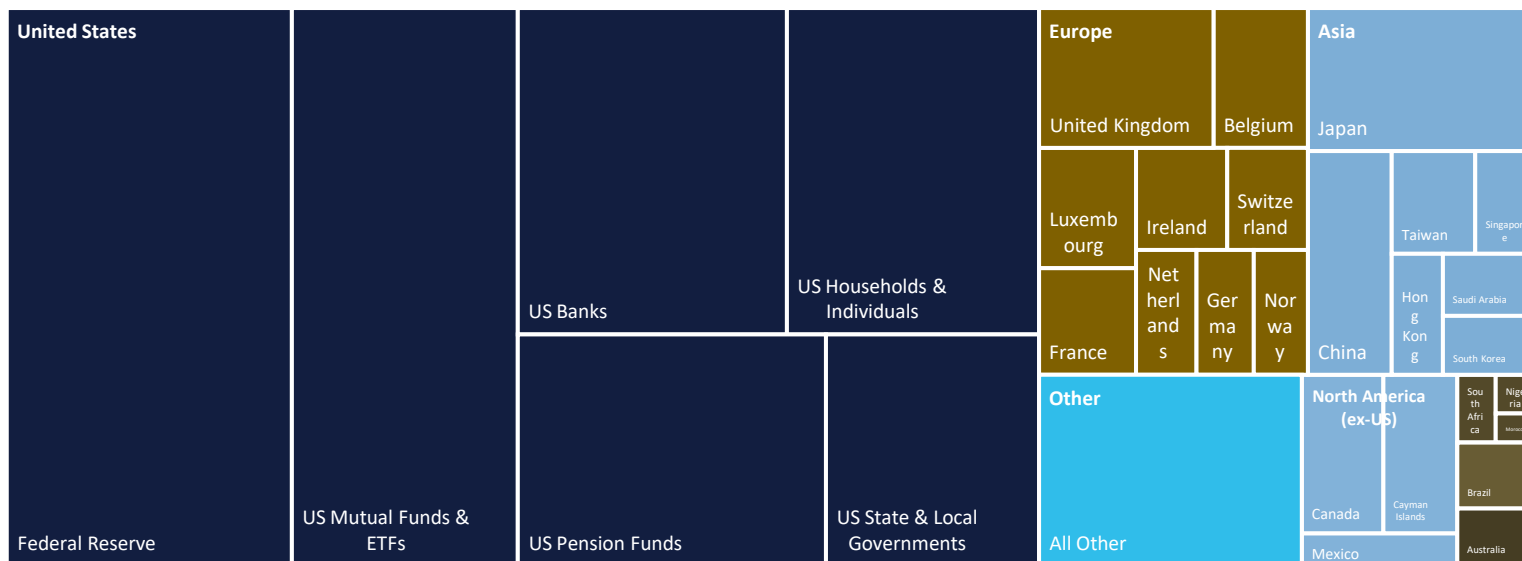 United States
Federal Reserve
US Mutual Funds &
ETFs
US Banks
US Households &
Individuals
US Pension Funds
US State & Local
Governments
Europe
United Kingdom
Belgium
Luxemb
ourg
Ireland
Switze
rland
France
Net
herl
and
s
Ger
ma
ny
Nor
wa
y
Asia
Japan
China
Taiwan
Singapor
e
Hon
g
Kon
g
Saudi Arabia
South Korea
Other
All Other
North America
(ex-US)
Canada
Cayman
Islands
Mexico
Sou
th
Afri
ca
Nige
ria
Brazil
Australia